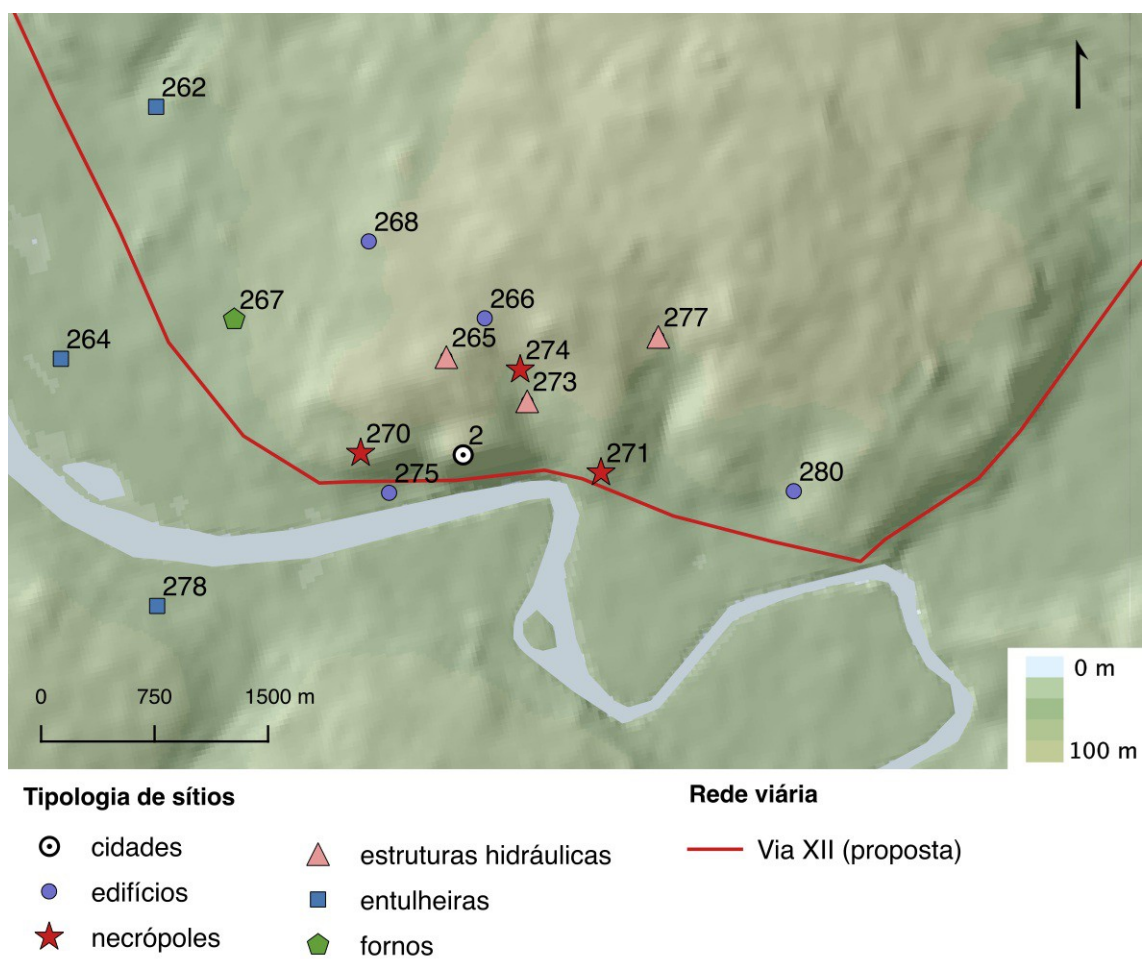 262
268
267
266
277
264
265
274
273
270
2
271
275
280
278
0 750 1500 m
0 m
100 m
Tipologia de sítios
cidades
edifícios
necrópoles
estruturas hidráulicas
entulheiras
fornos
Rede viária
Via XII (proposta)